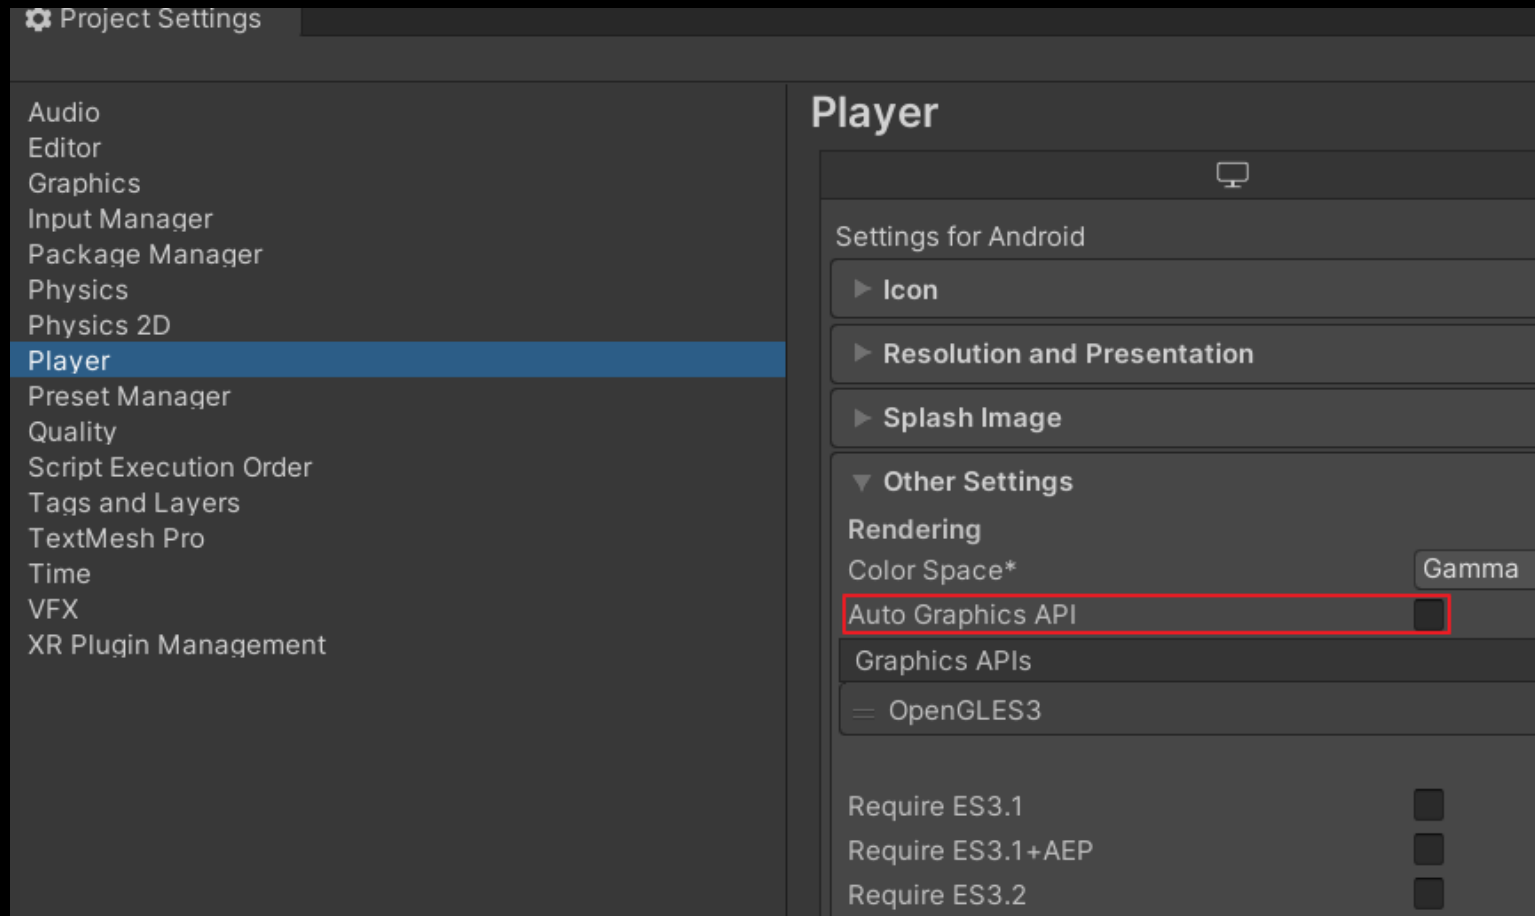 Project Settings
Audio
Editor
Graphics
Input Manager
Package Manager
Physics
Physics 2D
Player
Preset Manager
Quality
Script Execution Order
Tags and Layers
TextMesh Pro
Time
VFX
XR Plugin Management
Player
Settings for Android
Icon
Resolution and Presentation
Splash Image
Other Settings
Rendering
Color Space* Gamma
Auto Graphics API
Graphics APIs
OpenGLES3
Require ES3.1
Require ES3.1+AEP
Require ES3.2